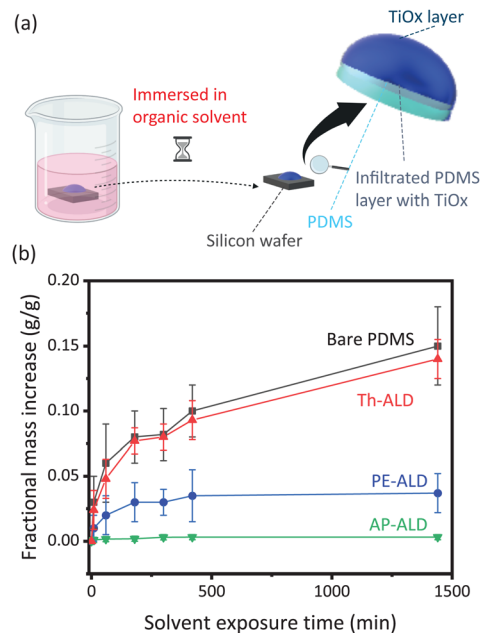 (a)
TiOx layer
Immersed in
organic solvent
Infiltrated PDMS
layer with TiOx
PDMS
Silicon wafer
(b)
0.20
0.15
0.10
0.05
0.00
Fractional mass increase (g/g)
Bare PDMS
Th-ALD
PE-ALD
AP-ALD
0
500
1000
1500
Solvent exposure time (min)